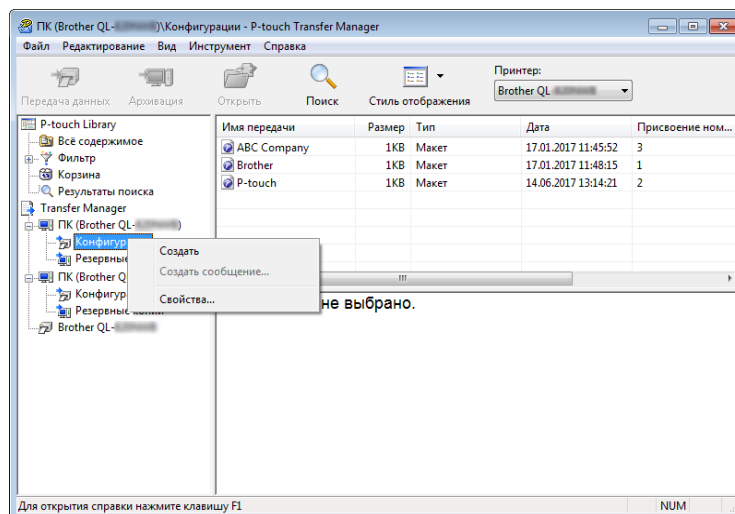 ПК (Brother QL- )\Конфигурации - P-touch Transfer Manager
Файл Редактирование Вид Инструмент Справка
Передача данных Архивация Открыть Поиск Стиль отображения
Принтер:
Brother QL-
P-touch Library
Всё содержимое
Фильтр
Корзина
Результаты поиска
Transfer Manager
ПК (Brother QL- )
Конфигур
Резервные
ПК (Brother Q
Конфигур
Резервные копии
Brother QL-
Имя передачи Размер Тип Дата Присвоение ном...
ABC Company 1KB Макет 17.01.2017 11:45:52 3
Brother 1KB Макет 17.01.2017 11:48:15 1
P-touch 1KB Макет 14.06.2017 13:14:21 2
Создать
Создать сообщение...
Свойства...
не выбрано.
Для открытия справки нажмите клавишу F1
NUM